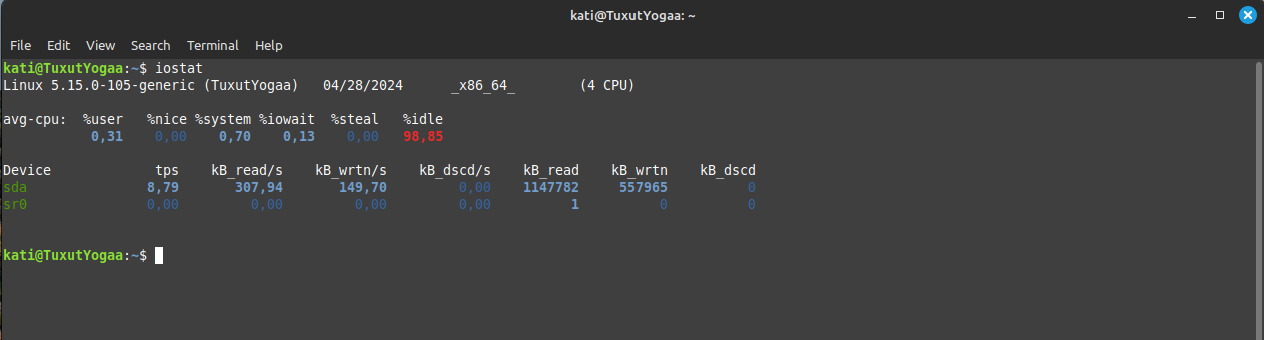 kati@TuxutYogaa: ~
File Edit View Search Terminal Help
kati@TuxutYogaa:~$ iostat
Linux 5.15.0-105-generic (TuxutYogaa) 04/28/2024 _x86_64_ (4 CPU)
avg-cpu: %user %nice %system %iowait %steal %idle
0,31 0,00 0,70 0,13 0,00 98,85
Device tps kB_read/s kB_wrtn/s kB_dscd/s kB_read kB_wrtn kB_dscd
sda 8,79 307,94 149,70 0,00 1147782 557965 0
sr0 0,00 0,00 0,00 0,00 1 0 0
kati@TuxutYogaa:~$